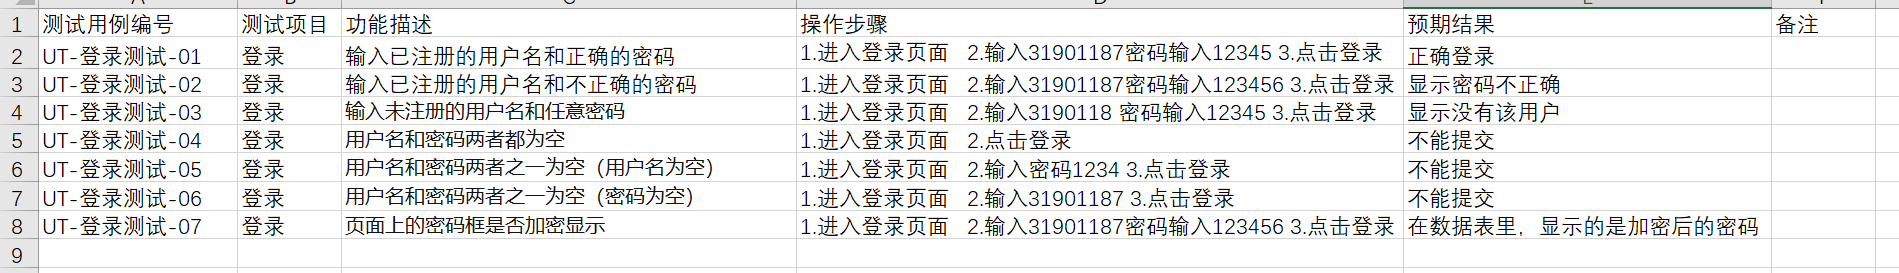 1 测试用例编号 测试项目 功能描述 操作步骤 预期结果 备注
2 UT-登录测试-01 登录 输入已注册的用户名和正确的密码 1.进入登录页面 2.输入31901187密码输入12345 3.点击登录 正确登录
3 UT-登录测试-02 登录 输入已注册的用户名和不正确的密码 1.进入登录页面 2.输入31901187密码输入123456 3.点击登录 显示密码不正确
4 UT-登录测试-03 登录 输入未注册的用户名和任意密码 1.进入登录页面 2.输入3190118 密码输入12345 3.点击登录 显示没有该用户
5 UT-登录测试-04 登录 用户名和密码两者都为空 1.进入登录页面 2.点击登录 不能提交
6 UT-登录测试-05 登录 用户名和密码两者之一为空（用户名为空） 1.进入登录页面 2.输入密码1234 3.点击登录 不能提交
7 UT-登录测试-06 登录 用户名和密码两者之一为空（密码为空） 1.进入登录页面 2.输入31901187 3.点击登录 不能提交
8 UT-登录测试-07 登录 页面上的密码框是否加密显示 1.进入登录页面 2.输入31901187密码输入123456 3.点击登录 在数据表里，显示的是加密后的密码
9